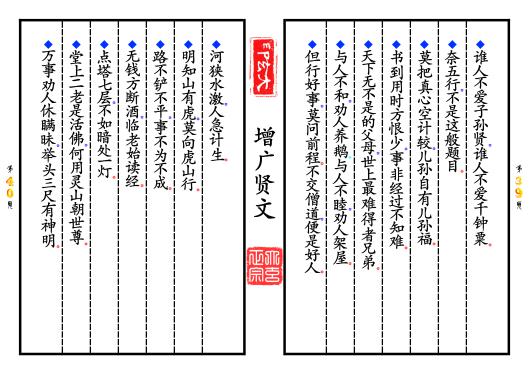 谁人不爱子孙贤谁人不爱千钟粟
奈五行不是这般题目
莫把真心空计较儿孙自有儿孙福
书到用时方恨少事非经过不知难
天下无不是的父母世上最难得者兄弟
与人不和劝人养鹅与人不睦劝人架屋
但行好事莫问前程不交僧道便是好人
增广贤文
河狭水激人急计生
明知山有虎莫向虎山行
路不铲不平事不为不成
无钱方断酒临老始读经
点塔七层不如暗处一灯
堂上二老是活佛何用灵山朝世尊
万事劝人休瞒昧举头三尺有神明